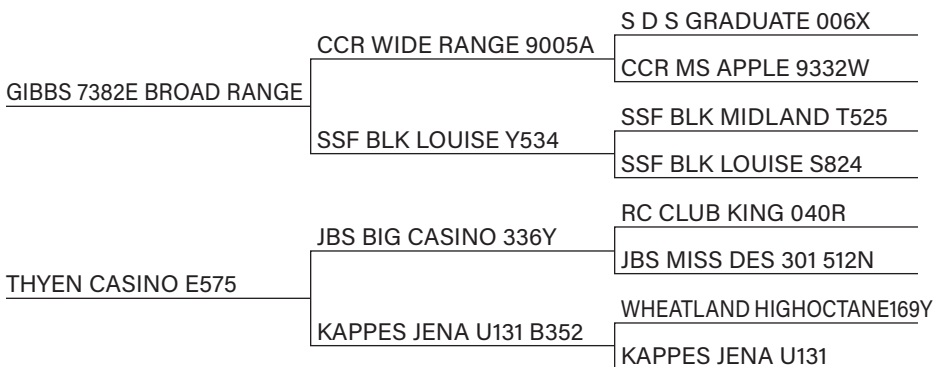 S D S GRADUATE 006X
CCR WIDE RANGE 9005A
CCR MS APPLE 9332W
GIBBS 7382E BROAD RANGE
SSF BLK MIDLAND T525
SSF BLK LOUISE Y534
SSF BLK LOUISE S824
RC CLUB KING 040R
JBS BIG CASINO 336Y
JBS MISS DES 301 512N
THYEN CASINO E575
WHEATLAND HIGHOCTANE169Y
KAPPES JENA U131 B352
KAPPES JENA U131